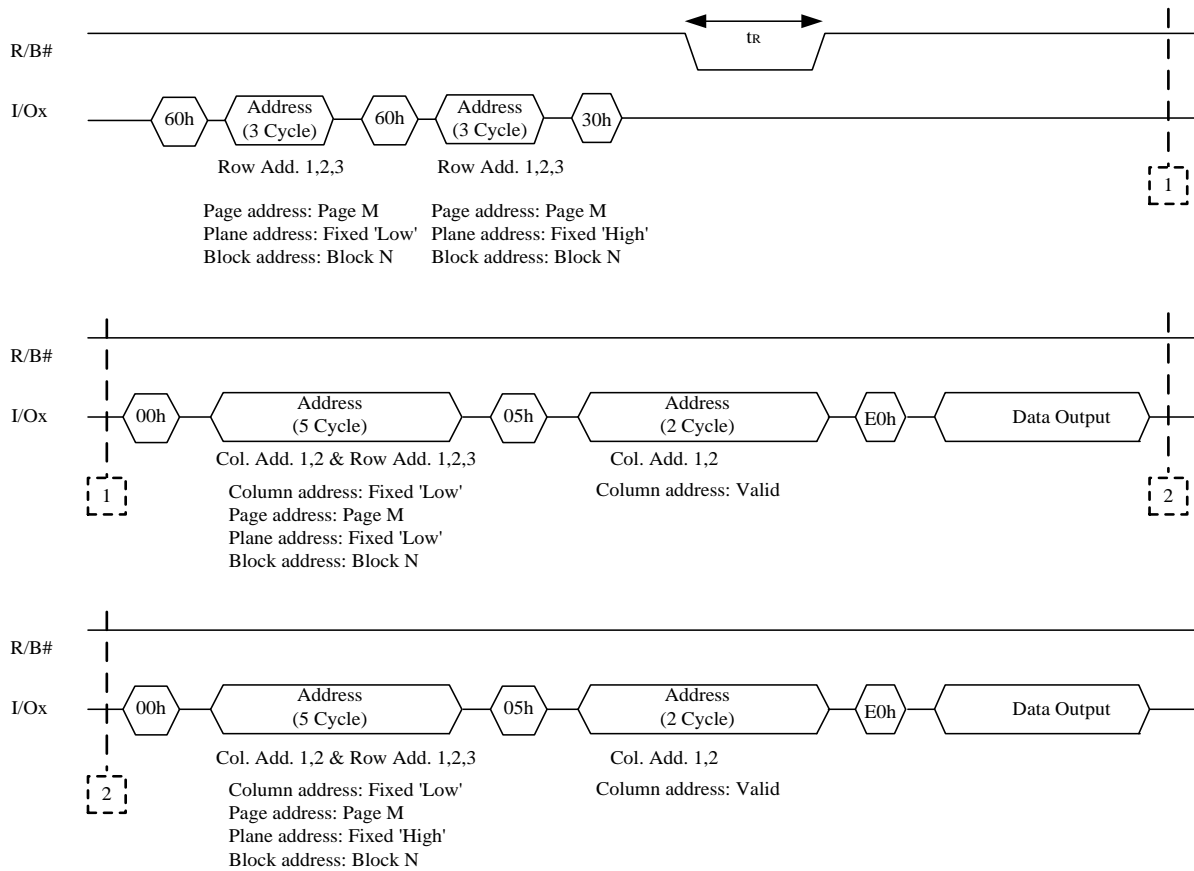 R/B#
tR
1
I/Ox
60h
Address
(3 Cycle)
60h
Address
(3 Cycle)
30h
Row Add. 1,2,3
Row Add. 1,2,3
Page address: Page M
Plane address: Fixed 'Low'
Block address: Block N
Page address: Page M
Plane address: Fixed 'High'
Block address: Block N
R/B#
I/Ox
00h
Address
(5 Cycle)
05h
Address
(2 Cycle)
E0h
Data Output
1
Col. Add. 1,2 & Row Add. 1,2,3
Column address: Fixed 'Low'
Page address: Page M
Plane address: Fixed 'Low'
Block address: Block N
Col. Add. 1,2
Column address: Valid
2
R/B#
I/Ox
00h
Address
(5 Cycle)
05h
Address
(2 Cycle)
E0h
Data Output
2
Col. Add. 1,2 & Row Add. 1,2,3
Column address: Fixed 'Low'
Page address: Page M
Plane address: Fixed 'High'
Block address: Block N
Col. Add. 1,2
Column address: Valid